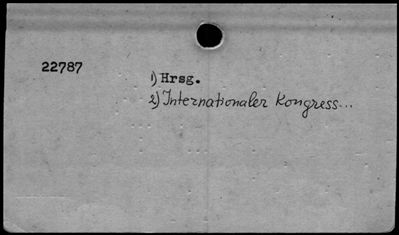 22787
1) Hrsg.
2) Internationaler Kongress...